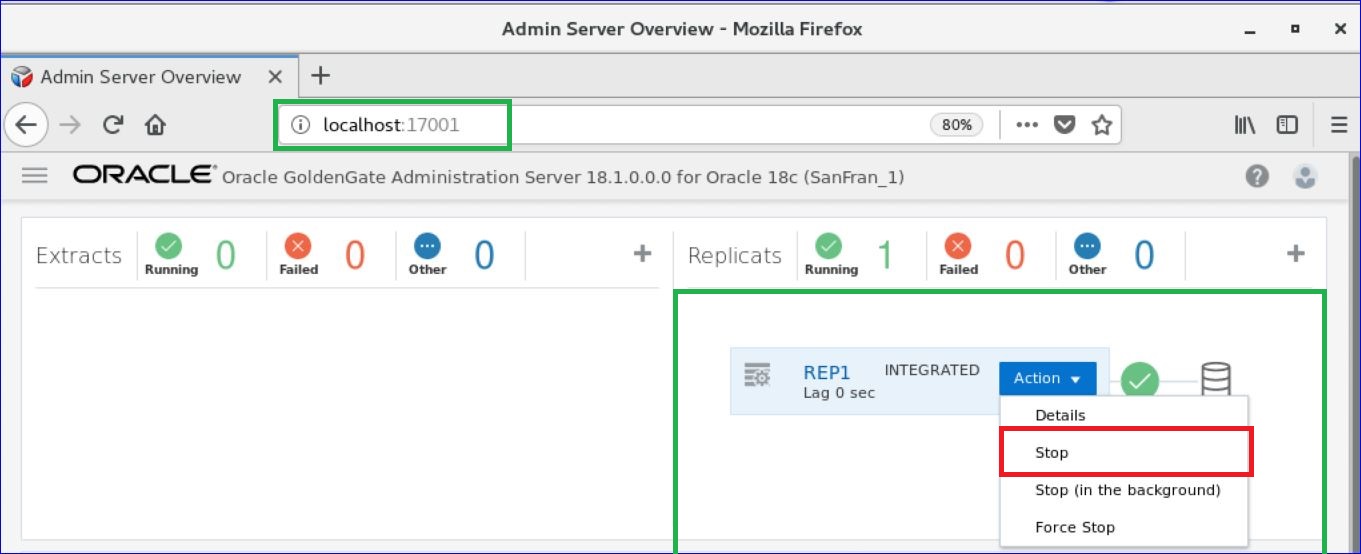 Admin Server Overview - Mozilla Firefox
Admin Server Overview
localhost:17001
80%
ORACLE® Oracle GoldenGate Administration Server 18.1.0.0.0 for Oracle 18c (SanFran_1)
Extracts Running 0 Failed 0 Other 0
Replicats Running 1 Failed 0 Other 0
REP1 INTEGRATED Action
Lag 0 sec
Details
Stop
Stop (in the background)
Force Stop